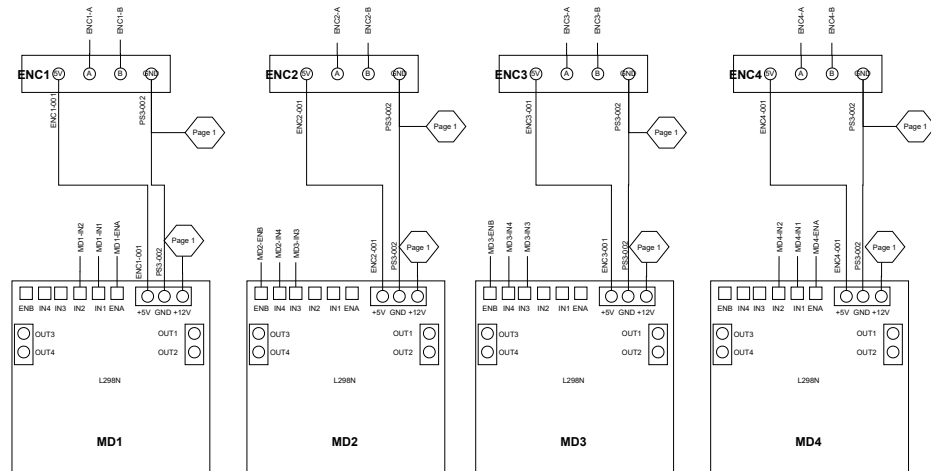 ENC1-A
ENC1-B
ENC2-A
ENC2-B
ENC3-A
ENC3-B
ENC4-A
ENC4-B
ENC1 5V A B GND
ENC2 5V A B GND
ENC3 5V A B GND
ENC4 5V A B GND
ENC1-001
PS3-002
Page 1
ENC2-001
PS3-002
Page 1
ENC3-001
PS3-002
Page 1
ENC4-001
PS3-002
Page 1
MD1-IN2
MD1-IN1
MD1-ENA
ENC1-001
PS3-002
Page 1
MD2-ENB
MD2-IN4
MD3-IN3
ENC2-001
PS3-002
Page 1
MD3-ENB
MD3-IN4
MD3-IN3
ENC3-001
PS3-002
Page 1
MD4-IN2
MD4-IN1
MD4-ENA
ENC4-001
PS3-002
Page 1
ENB IN4 IN3 IN2 IN1 ENA +5V GND +12V
ENB IN4 IN3 IN2 IN1 ENA +5V GND +12V
ENB IN4 IN3 IN2 IN1 ENA +5V GND +12V
ENB IN4 IN3 IN2 IN1 ENA +5V GND +12V
OUT3 OUT1
OUT4 OUT2
L298N
MD1
OUT3 OUT1
OUT4 OUT2
L298N
MD2
OUT3 OUT1
OUT4 OUT2
L298N
MD3
OUT3 OUT1
OUT4 OUT2
L298N
MD4